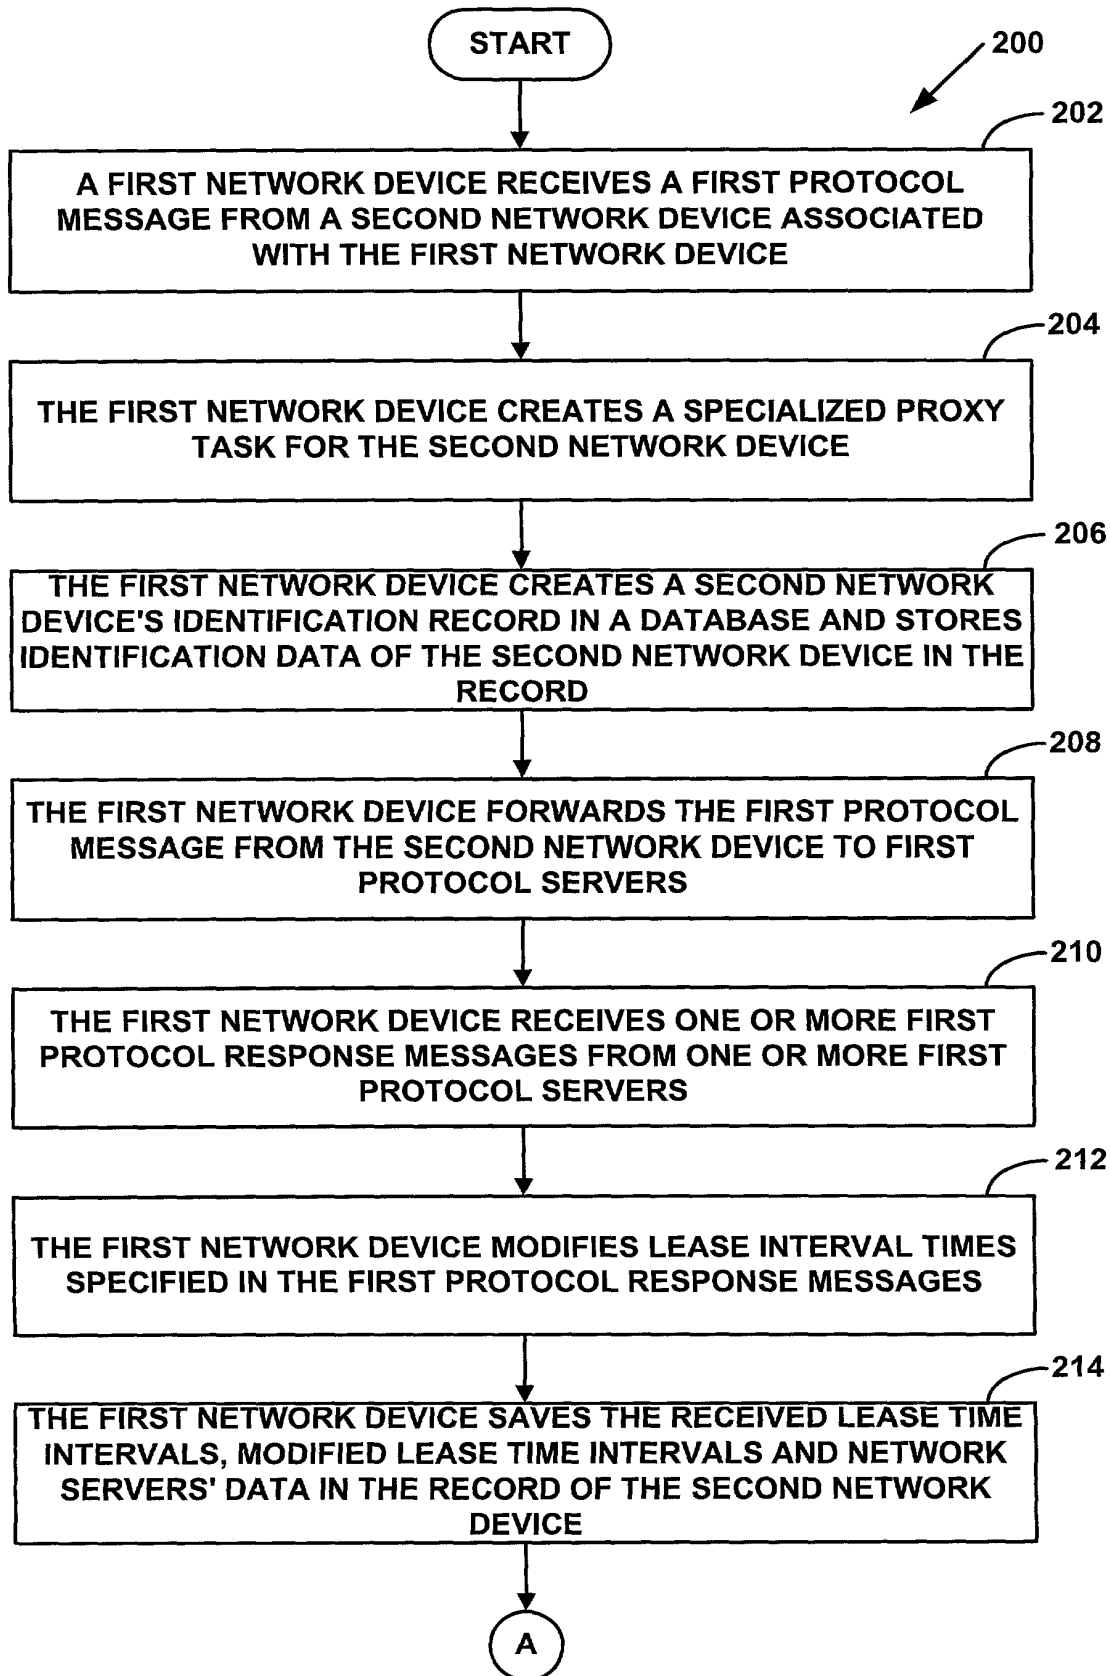 START
200
202
A FIRST NETWORK DEVICE RECEIVES A FIRST PROTOCOL
MESSAGE FROM A SECOND NETWORK DEVICE ASSOCIATED
WITH THE FIRST NETWORK DEVICE
204
THE FIRST NETWORK DEVICE CREATES A SPECIALIZED PROXY
TASK FOR THE SECOND NETWORK DEVICE
206
THE FIRST NETWORK DEVICE CREATES A SECOND NETWORK
DEVICE'S IDENTIFICATION RECORD IN A DATABASE AND STORES
IDENTIFICATION DATA OF THE SECOND NETWORK DEVICE IN THE
RECORD
208
THE FIRST NETWORK DEVICE FORWARDS THE FIRST PROTOCOL
MESSAGE FROM THE SECOND NETWORK DEVICE TO FIRST
PROTOCOL SERVERS
210
THE FIRST NETWORK DEVICE RECEIVES ONE OR MORE FIRST
PROTOCOL RESPONSE MESSAGES FROM ONE OR MORE FIRST
PROTOCOL SERVERS
212
THE FIRST NETWORK DEVICE MODIFIES LEASE INTERVAL TIMES
SPECIFIED IN THE FIRST PROTOCOL RESPONSE MESSAGES
214
THE FIRST NETWORK DEVICE SAVES THE RECEIVED LEASE TIME
INTERVALS, MODIFIED LEASE TIME INTERVALS AND NETWORK
SERVERS' DATA IN THE RECORD OF THE SECOND NETWORK
DEVICE
A